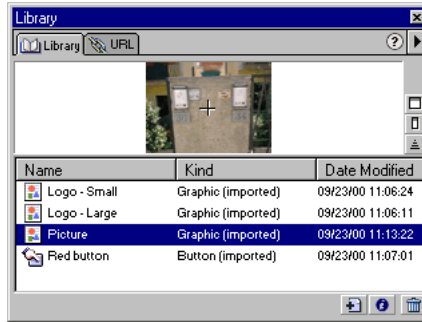 Library
Library URL ?
Name Kind Date Modified
Logo - Small Graphic (imported) 09/23/00 11:06:24
Logo - Large Graphic (imported) 09/23/00 11:06:11
Picture Graphic (imported) 09/23/00 11:13:22
Red button Button (imported) 09/23/00 11:07:01